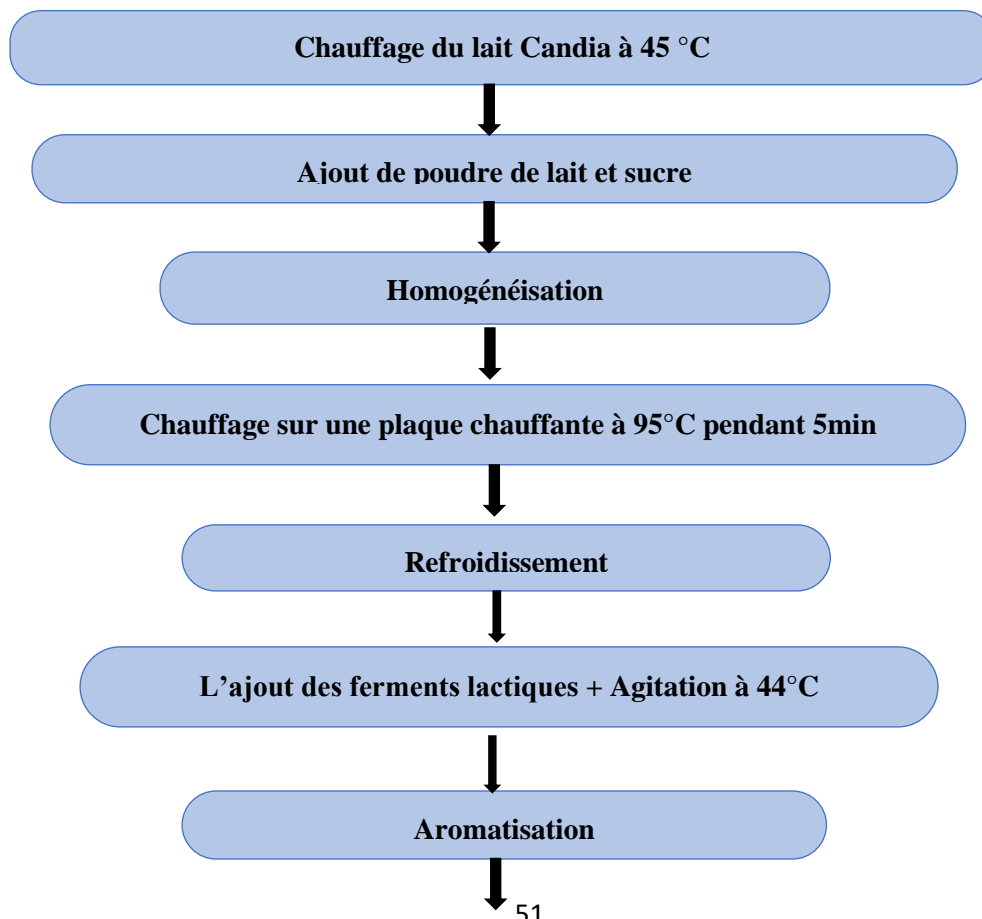 Chauffage du lait Candia à 45 °C
Ajout de poudre de lait et sucre
Homogénéisation
Chauffage sur une plaque chauffante à 95°C pendant 5min
Refroidissement
L’ajout des ferments lactiques + Agitation à 44°C
Aromatisation
51